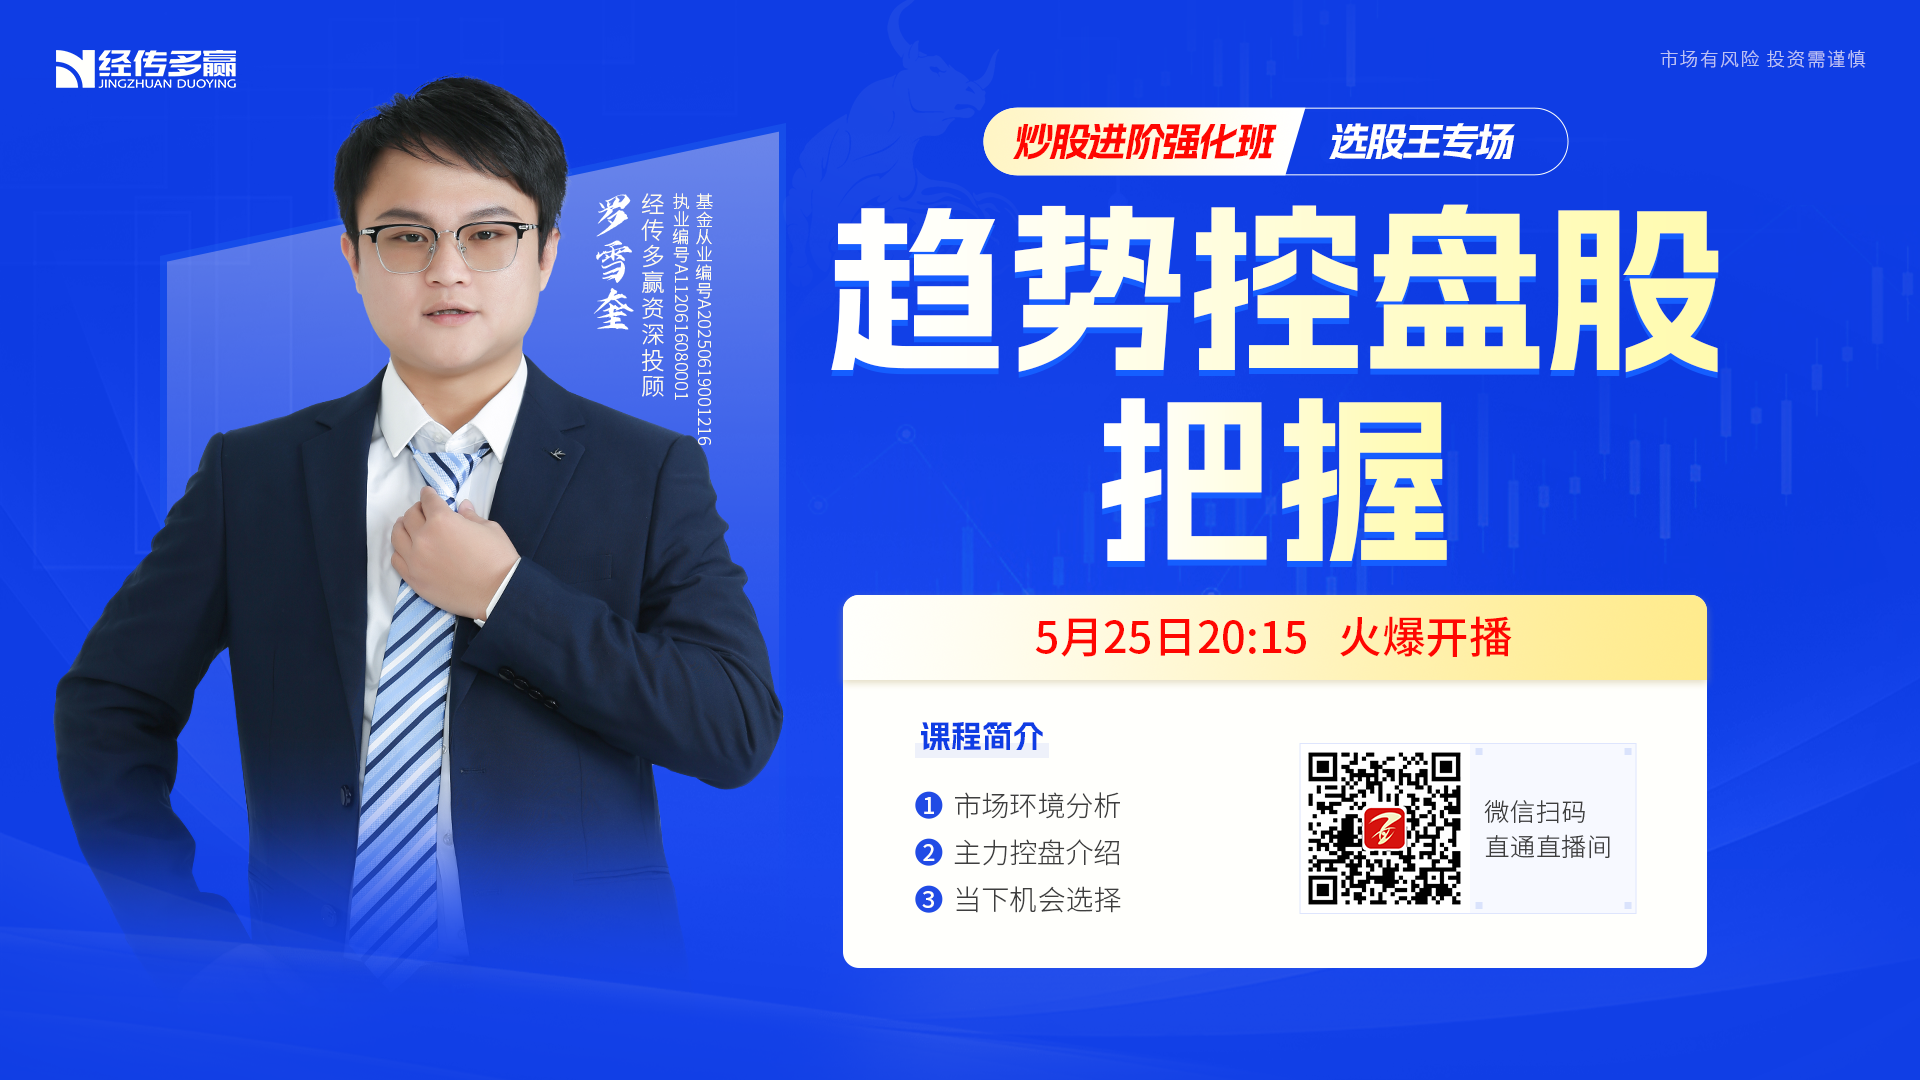 经传多赢
JINGZHUAN DUOYING
市场有风险 投资需谨慎
炒股进阶强化班
选股王专场
趋势控盘股
把握
罗雪奎
经传多赢资深投顾
执业编号A1120616080001
基金从业编号A20250619001216
5月25日20:15 火爆开播
课程简介
1 市场环境分析
2 主力控盘介绍
3 当下机会选择
微信扫码
直通直播间